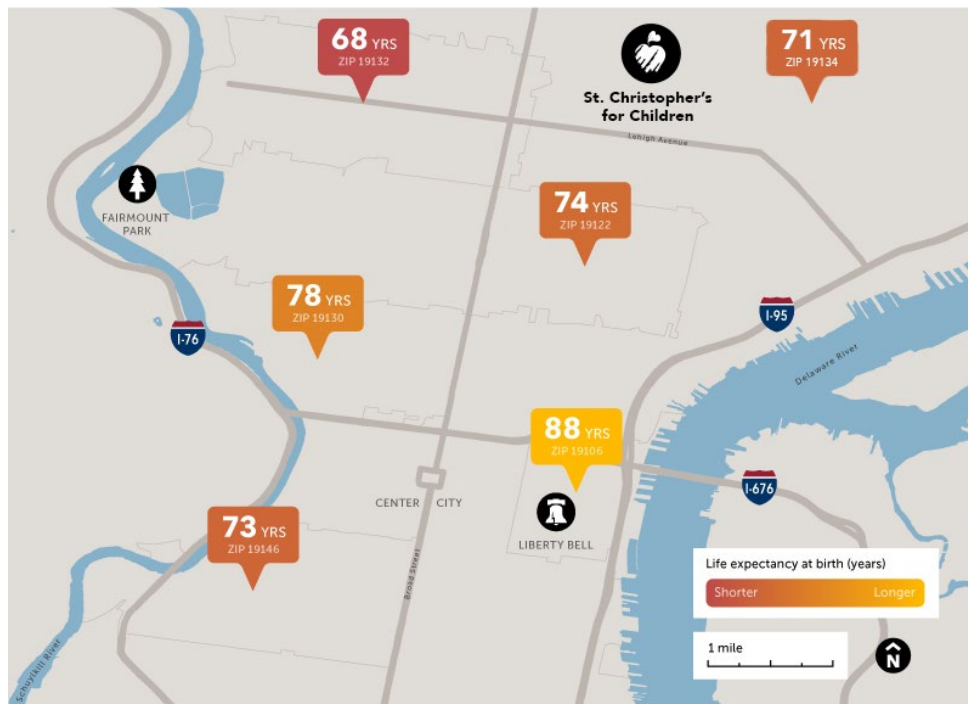 68 YRS
ZIP 19132
71 YRS
ZIP 19134
St. Christopher's
for Children
Lehigh Avenue
FAIRMOUNT
PARK
74 YRS
ZIP 19122
78 YRS
ZIP 19130
I-76
I-95
Delaware River
88 YRS
ZIP 19106
I-676
CENTER CITY
LIBERTY BELL
73 YRS
ZIP 19146
Broad Street
Schuylkill River
Life expectancy at birth (years)
Shorter Longer
1 mile
N